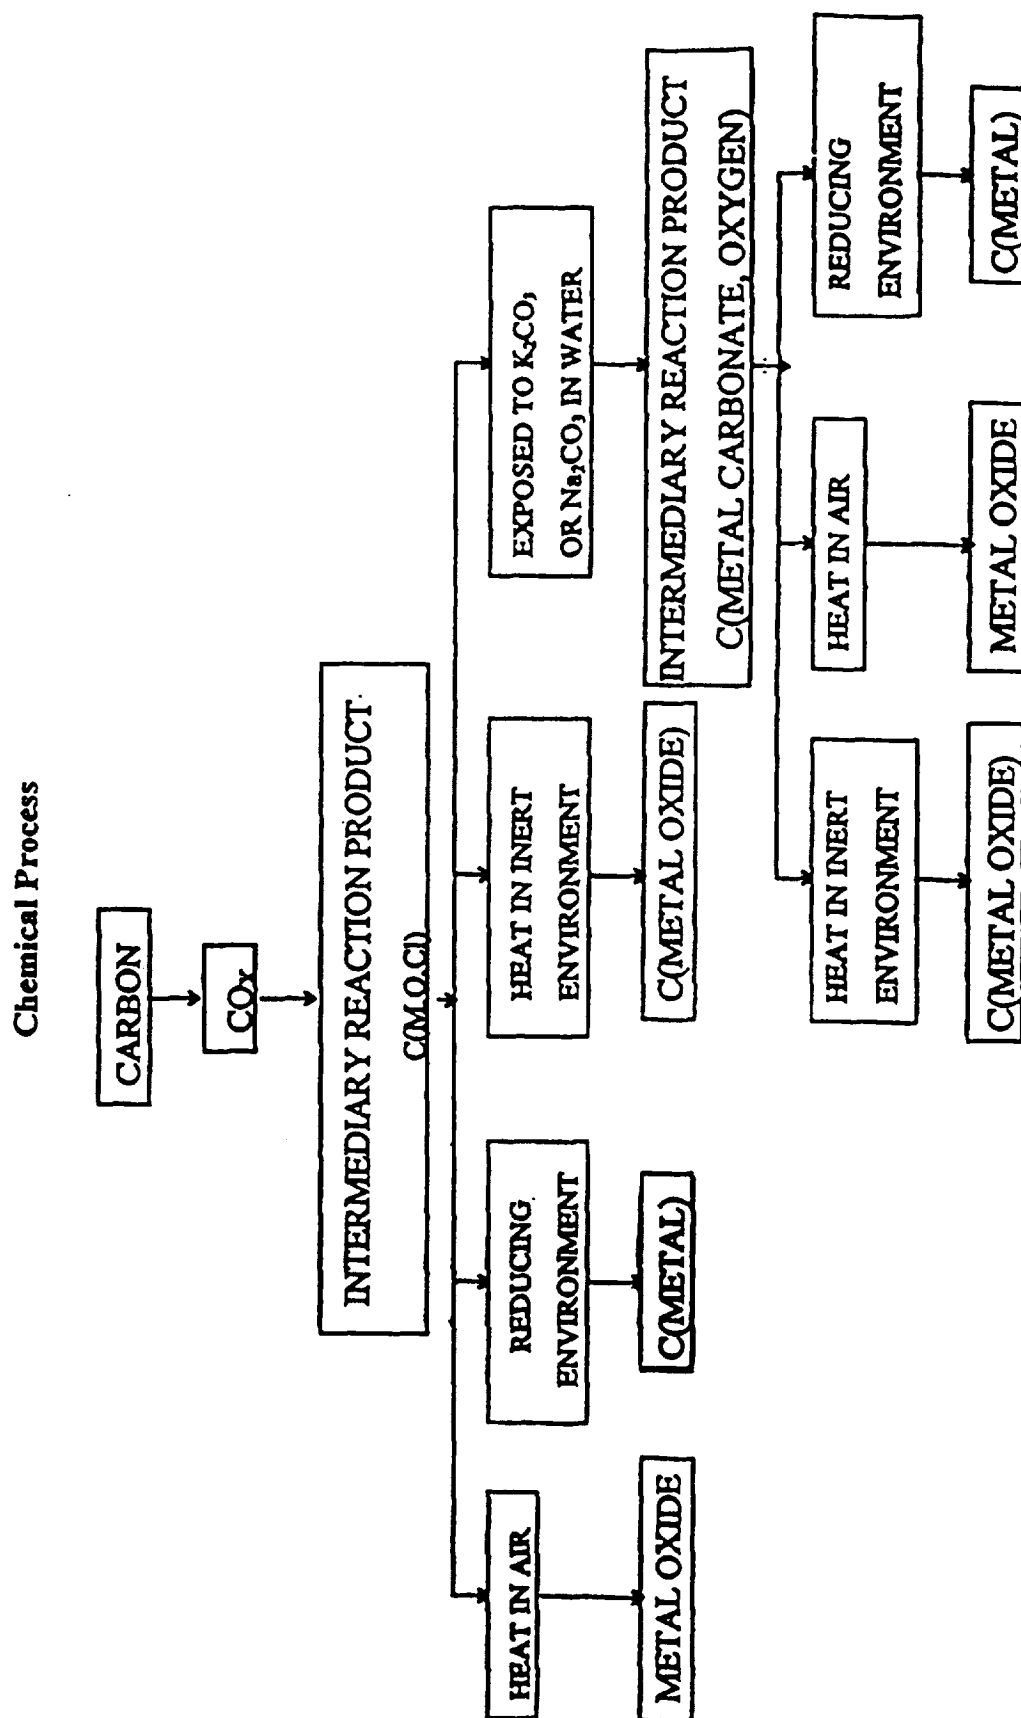 Chemical Process
CARBON
COx
INTERMEDIARY REACTION PRODUCT
C(M.O.Cl)
HEAT IN AIR
METAL OXIDE
REDUCING
ENVIRONMENT
C(METAL)
HEAT IN INERT
ENVIRONMENT
C(METAL OXIDE)
EXPOSED TO K₂CO₃
OR Na₂CO₃ IN WATER
INTERMEDIARY REACTION PRODUCT
C(METAL CARBONATE, OXYGEN)
HEAT IN INERT
ENVIRONMENT
C(METAL OXIDE)
HEAT IN AIR
METAL OXIDE
REDUCING
ENVIRONMENT
C(METAL)